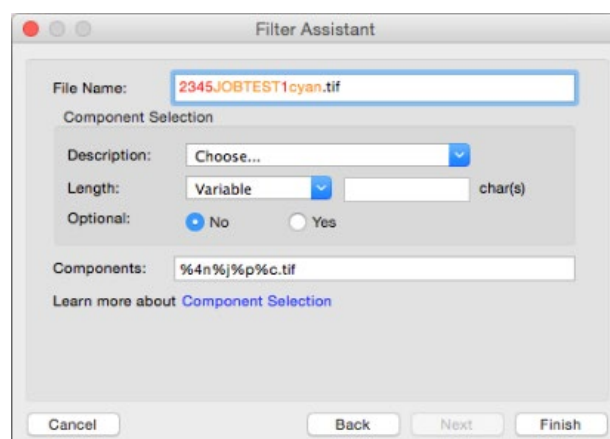 Filter Assistant
File Name: 2345JOBTEST1cyan.tif
Component Selection
Description: Choose...
Length: Variable char(s)
Optional: No Yes
Components: %4n%j%p%c.tif
Learn more about Component Selection
Cancel Back Next Finish